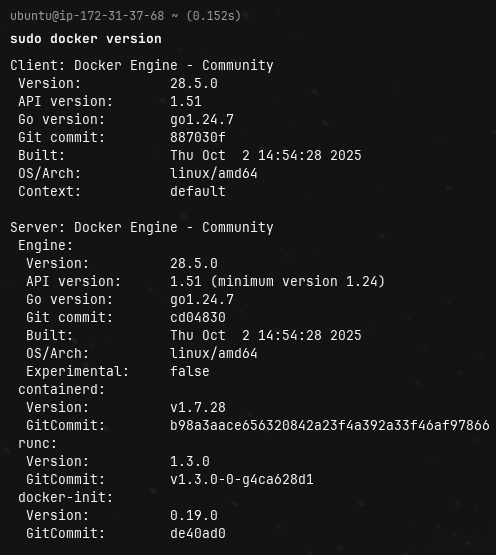 ubuntu@ip-172-31-37-68 ~ (0.152s)
sudo docker version
Client: Docker Engine - Community
 Version:           28.5.0
 API version:       1.51
 Go version:        go1.24.7
 Git commit:        887030f
 Built:             Thu Oct  2 14:54:28 2025
 OS/Arch:           linux/amd64
 Context:           default

Server: Docker Engine - Community
 Engine:
  Version:          28.5.0
  API version:      1.51 (minimum version 1.24)
  Go version:       go1.24.7
  Git commit:       cd04830
  Built:            Thu Oct  2 14:54:28 2025
  OS/Arch:          linux/amd64
  Experimental:     false
 containerd:
  Version:          v1.7.28
  GitCommit:        b98a3aace656320842a23f4a392a33f46af97866
 runc:
  Version:          1.3.0
  GitCommit:        v1.3.0-0-g4ca628d1
 docker-init:
  Version:          0.19.0
  GitCommit:        de40ad0